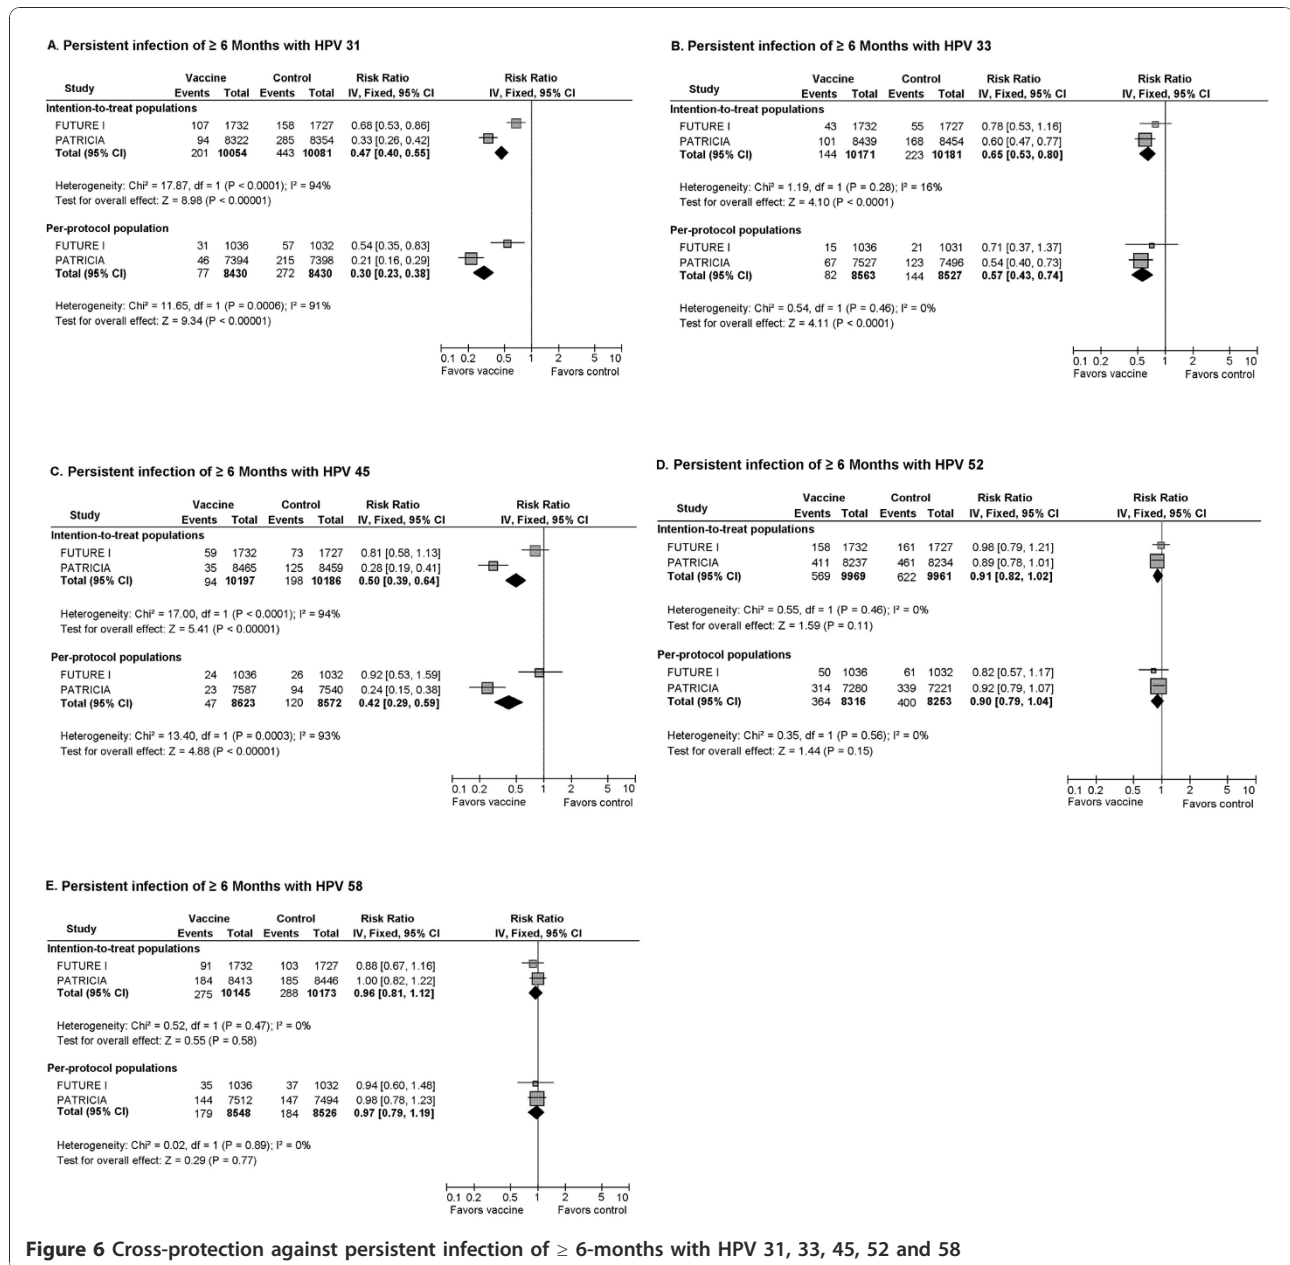 A. Persistent infection of ≥ 6 Months with HPV 31
Vaccine Control Risk Ratio Risk Ratio
Study Events Total Events Total IV, Fixed, 95% CI IV, Fixed, 95% CI
Intention-to-treat populations
FUTURE I 107 1732 158 1727 0.68 [0.53, 0.86]
PATRICIA 94 8322 285 8354 0.33 [0.26, 0.42]
Total (95% CI) 201 10054 443 10081 0.47 [0.40, 0.55]
Heterogeneity: Chi² = 17.87, df = 1 (P < 0.0001); I² = 94%
Test for overall effect: Z = 8.98 (P < 0.00001)
Per-protocol population
FUTURE I 31 1036 57 1032 0.54 [0.35, 0.83]
PATRICIA 46 7394 215 7398 0.21 [0.16, 0.29]
Total (95% CI) 77 8430 272 8430 0.30 [0.23, 0.38]
Heterogeneity: Chi² = 11.65, df = 1 (P = 0.0006); I² = 91%
Test for overall effect: Z = 9.34 (P < 0.00001)
0.1 0.2 0.5 1 2 5 10
Favors vaccine Favors control
B. Persistent infection of ≥ 6 Months with HPV 33
Vaccine Control Risk Ratio Risk Ratio
Study Events Total Events Total IV, Fixed, 95% CI IV, Fixed, 95% CI
Intention-to-treat populations
FUTURE I 43 1732 55 1727 0.78 [0.53, 1.16]
PATRICIA 101 8439 168 8454 0.60 [0.47, 0.77]
Total (95% CI) 144 10171 223 10181 0.65 [0.53, 0.80]
Heterogeneity: Chi² = 1.19, df = 1 (P = 0.28); I² = 16%
Test for overall effect: Z = 4.10 (P < 0.0001)
Per-protocol populations
FUTURE I 15 1036 21 1031 0.71 [0.37, 1.37]
PATRICIA 67 7527 123 7496 0.54 [0.40, 0.73]
Total (95% CI) 82 8563 144 8527 0.57 [0.43, 0.74]
Heterogeneity: Chi² = 0.54, df = 1 (P = 0.46); I² = 0%
Test for overall effect: Z = 4.11 (P < 0.0001)
0.1 0.2 0.5 1 2 5 10
Favors vaccine Favors control
C. Persistent infection of ≥ 6 Months with HPV 45
Vaccine Control Risk Ratio Risk Ratio
Study Events Total Events Total IV, Fixed, 95% CI IV, Fixed, 95% CI
Intention-to-treat populations
FUTURE I 59 1732 73 1727 0.81 [0.58, 1.13]
PATRICIA 35 8465 125 8459 0.28 [0.19, 0.41]
Total (95% CI) 94 10197 198 10186 0.50 [0.39, 0.64]
Heterogeneity: Chi² = 17.00, df = 1 (P < 0.0001); I² = 94%
Test for overall effect: Z = 5.41 (P < 0.00001)
Per-protocol populations
FUTURE I 24 1036 26 1032 0.92 [0.53, 1.59]
PATRICIA 23 7587 94 7540 0.24 [0.15, 0.38]
Total (95% CI) 47 8623 120 8572 0.42 [0.29, 0.59]
Heterogeneity: Chi² = 13.40, df = 1 (P = 0.0003); I² = 93%
Test for overall effect: Z = 4.88 (P < 0.00001)
0.1 0.2 0.5 1 2 5 10
Favors vaccine Favors control
D. Persistent infection of ≥ 6 Months with HPV 52
Vaccine Control Risk Ratio Risk Ratio
Study Events Total Events Total IV, Fixed, 95% CI IV, Fixed, 95% CI
Intention-to-treat populations
FUTURE I 158 1732 161 1727 0.98 [0.79, 1.21]
PATRICIA 411 8237 461 8234 0.89 [0.78, 1.01]
Total (95% CI) 569 9969 622 9961 0.91 [0.82, 1.02]
Heterogeneity: Chi² = 0.55, df = 1 (P = 0.46); I² = 0%
Test for overall effect: Z = 1.59 (P = 0.11)
Per-protocol populations
FUTURE I 50 1036 61 1032 0.82 [0.57, 1.17]
PATRICIA 314 7280 339 7221 0.92 [0.79, 1.07]
Total (95% CI) 364 8316 400 8253 0.90 [0.79, 1.04]
Heterogeneity: Chi² = 0.35, df = 1 (P = 0.56); I² = 0%
Test for overall effect: Z = 1.44 (P = 0.15)
0.1 0.2 0.5 1 2 5 10
Favors vaccine Favors control
E. Persistent infection of ≥ 6 Months with HPV 58
Vaccine Control Risk Ratio Risk Ratio
Study Events Total Events Total IV, Fixed, 95% CI IV, Fixed, 95% CI
Intention-to-treat populations
FUTURE I 91 1732 103 1727 0.88 [0.67, 1.16]
PATRICIA 184 8413 185 8446 1.00 [0.82, 1.22]
Total (95% CI) 275 10145 288 10173 0.96 [0.81, 1.12]
Heterogeneity: Chi² = 0.52, df = 1 (P = 0.47); I² = 0%
Test for overall effect: Z = 0.55 (P = 0.58)
Per-protocol populations
FUTURE I 35 1036 37 1032 0.94 [0.60, 1.48]
PATRICIA 144 7512 147 7494 0.98 [0.78, 1.23]
Total (95% CI) 179 8548 184 8526 0.97 [0.79, 1.19]
Heterogeneity: Chi² = 0.02, df = 1 (P = 0.89); I² = 0%
Test for overall effect: Z = 0.29 (P = 0.77)
0.1 0.2 0.5 1 2 5 10
Favors vaccine Favors control
Figure 6 Cross-protection against persistent infection of ≥ 6-months with HPV 31, 33, 45, 52 and 58